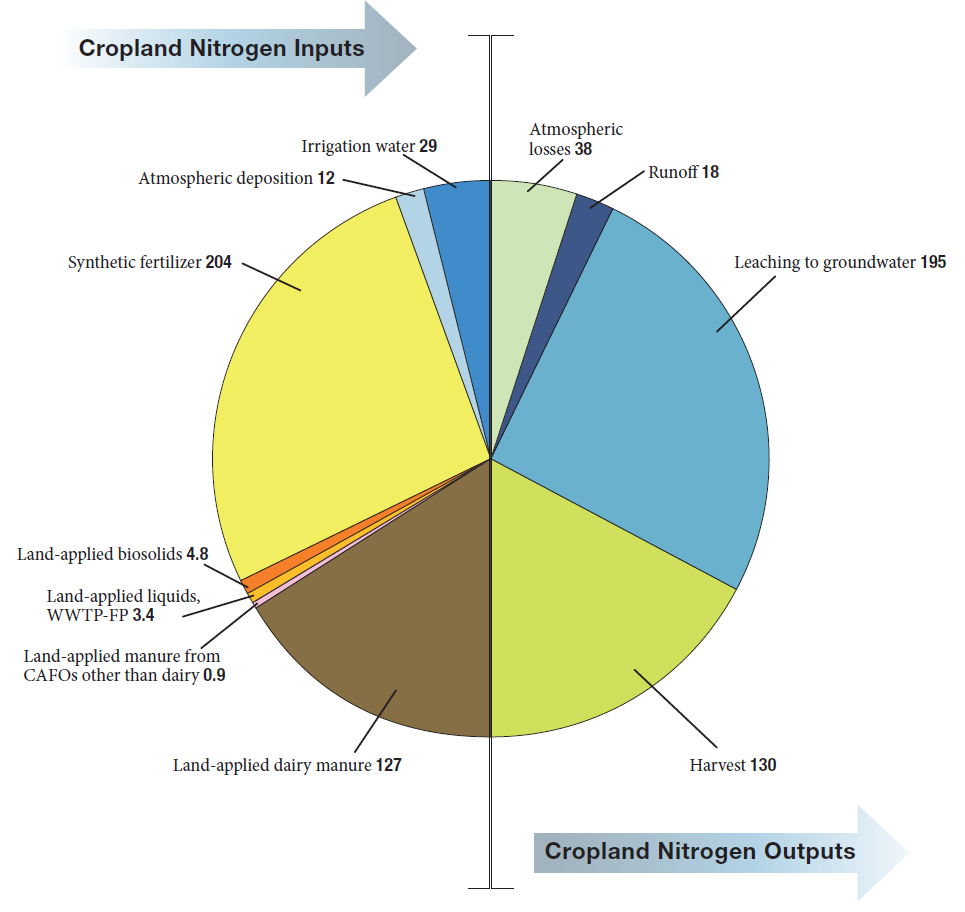 Cropland Nitrogen Inputs
Irrigation water 29
Atmospheric deposition 12
Synthetic fertilizer 204
Land-applied biosolids 4.8
Land-applied liquids,
WWTP-FP 3.4
Land-applied manure from
CAFOs other than dairy 0.9
Land-applied dairy manure 127
Atmospheric
losses 38
Runoff 18
Leaching to groundwater 195
Harvest 130
Cropland Nitrogen Outputs